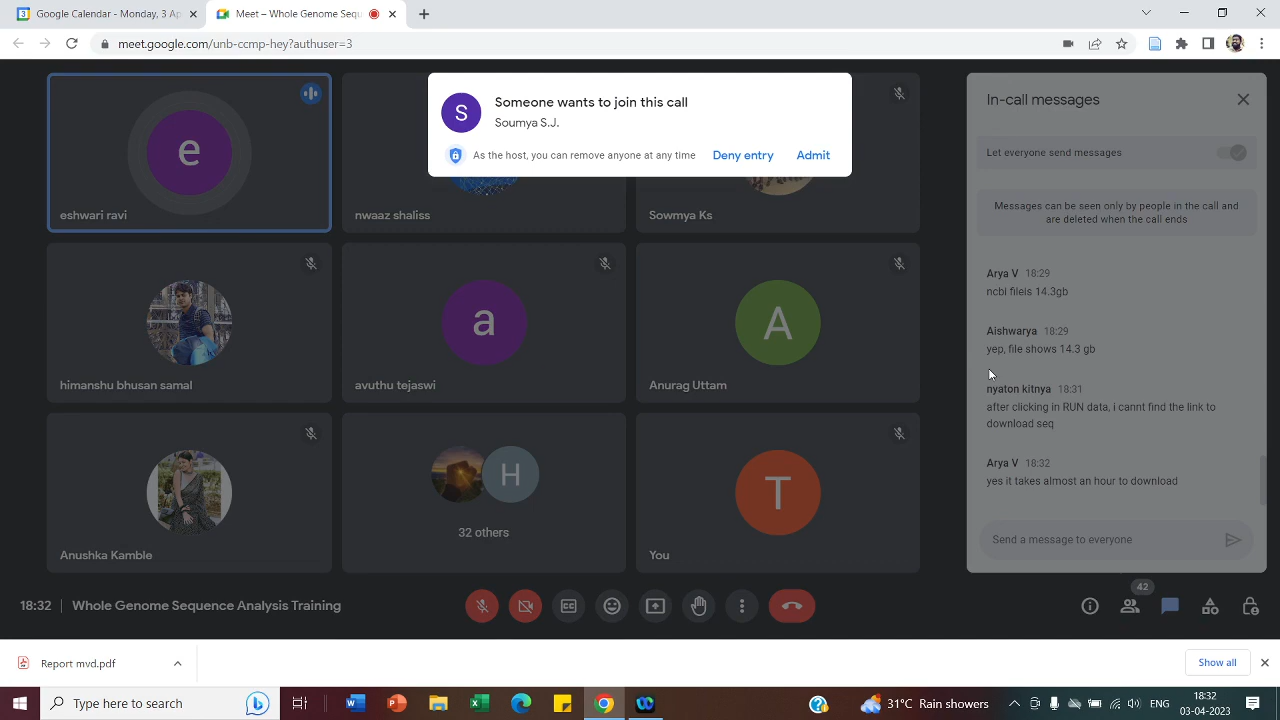 Google Calendar - Monday, 3 Ap
Meet – Whole Genome Sequ
meet.google.com/unb-ccmp-hey?authuser=3
e
eshwari ravi
nwaaz shaliss
Sowmya Ks
S
Someone wants to join this call
Soumya S.J.
As the host, you can remove anyone at any time
Deny entry
Admit
himanshu bhusan samal
a
avuthu tejaswi
A
Anurag Uttam
Anushka Kamble
H
32 others
T
You
In-call messages
Let everyone send messages
Messages can be seen only by people in the call and
are deleted when the call ends
Arya V 18:29
ncbi fileis 14.3gb
Aishwarya 18:29
yep, file shows 14.3 gb
nyaton kitnya 18:31
after clicking in RUN data, i cannt find the link to
download seq
Arya V 18:32
yes it takes almost an hour to download
Send a message to everyone
18:32 | Whole Genome Sequence Analysis Training
42
Report mvd.pdf
Show all
Type here to search
31°C Rain showers
ENG
18:32
03-04-2023